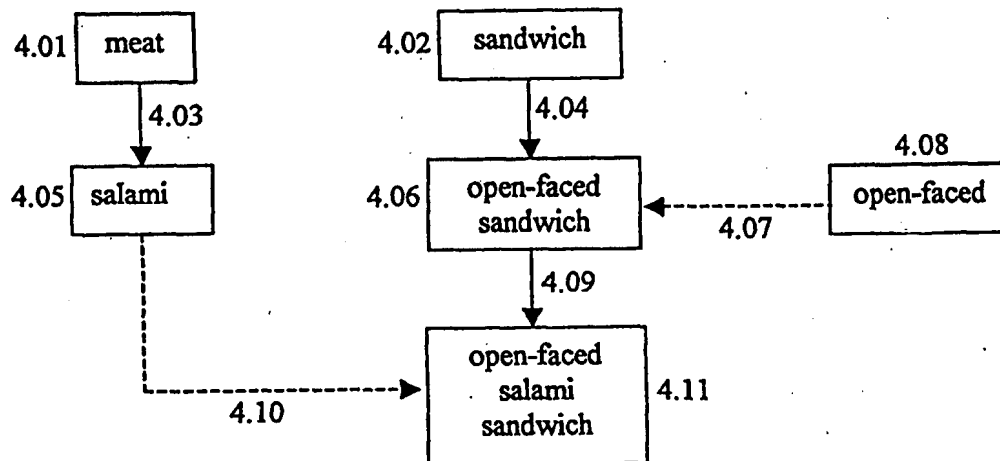 4.01 meat
4.02 sandwich
4.03
4.04
4.08
4.05 salami
4.06 open-faced
sandwich
open-faced
4.07
4.09
open-faced
salami
sandwich
4.11
4.10